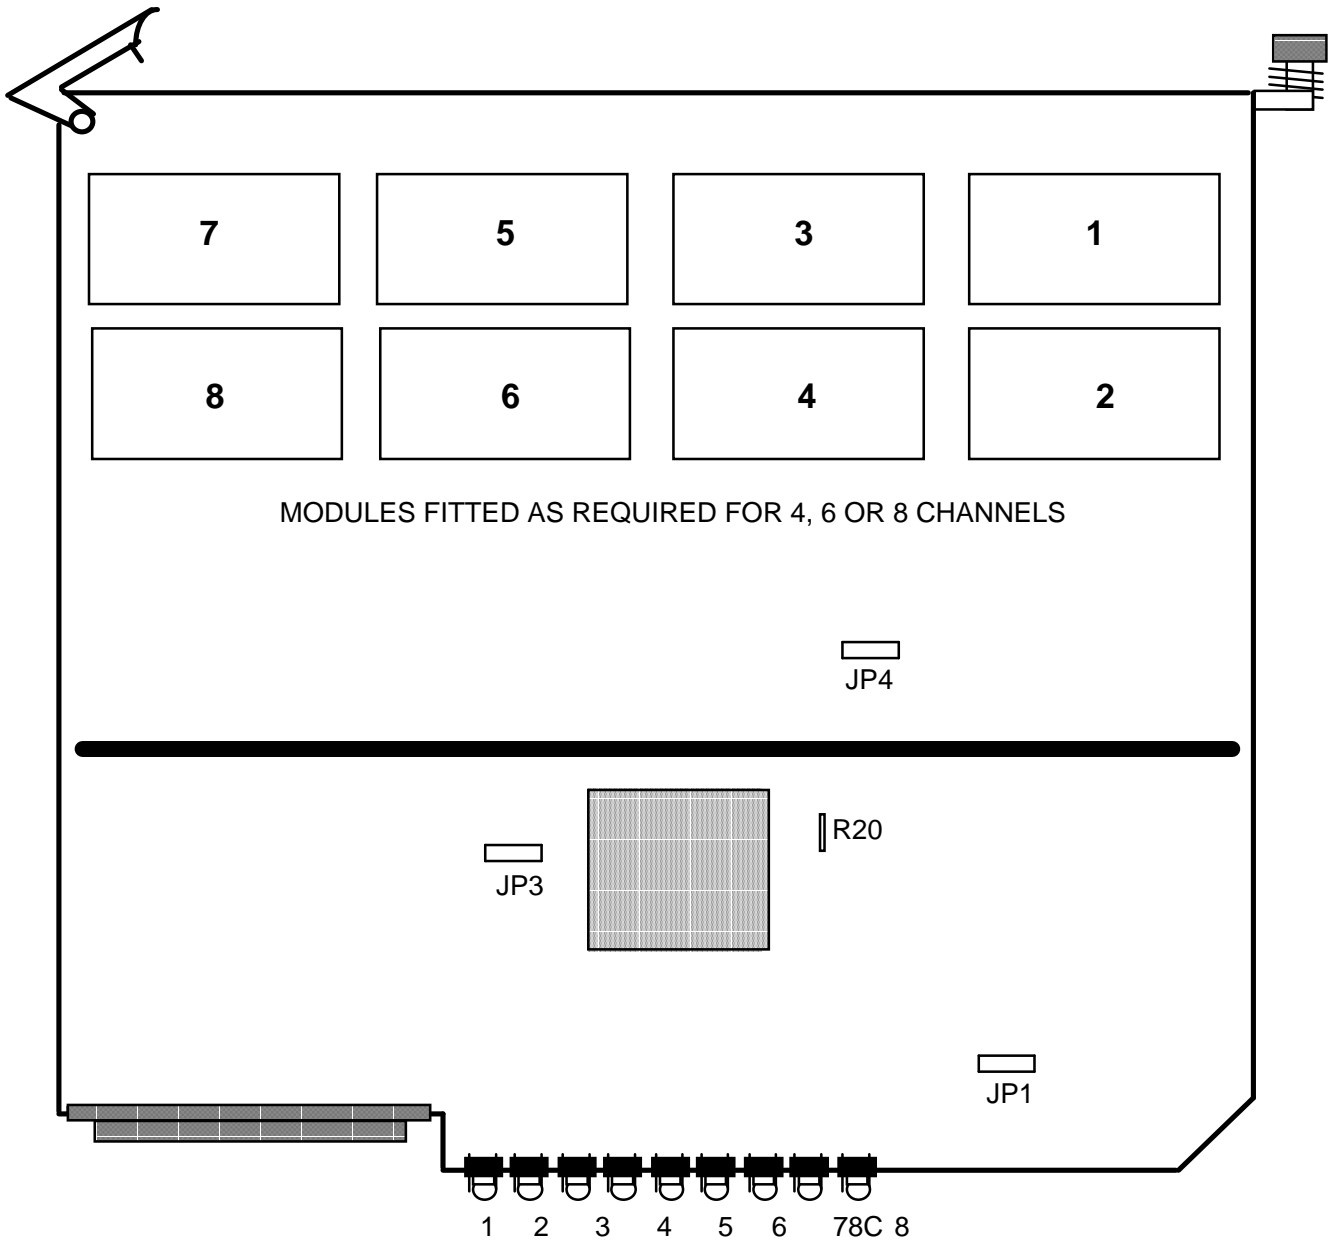 7 5 3 1
8 6 4 2
MODULES FITTED AS REQUIRED FOR 4, 6 OR 8 CHANNELS
JP4
R20
JP3
JP1
1 2 3 4 5 6 78C 8